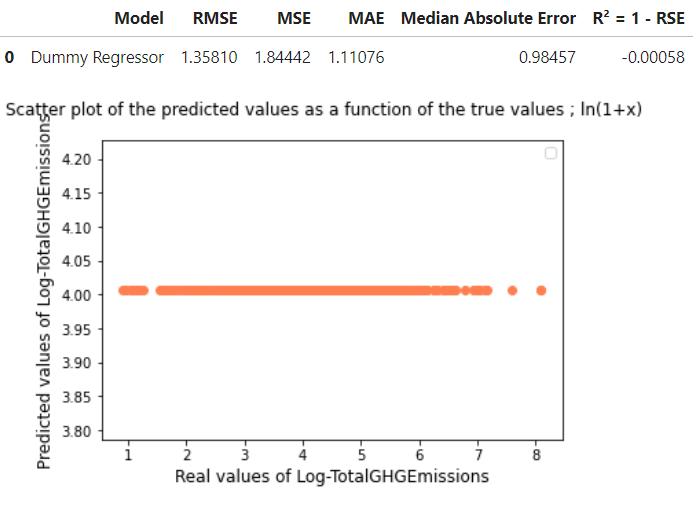 Model RMSE MSE MAE Median Absolute Error R² = 1 - RSE
0 Dummy Regressor 1.35810 1.84442 1.11076 0.98457 -0.00058
Scatter plot of the predicted values as a function of the true values ; ln(1+x)
Predicted values of Log-TotalGHGEmissions
4.20
4.15
4.10
4.05
4.00
3.95
3.90
3.85
3.80
1 2 3 4 5 6 7 8
Real values of Log-TotalGHGEmissions